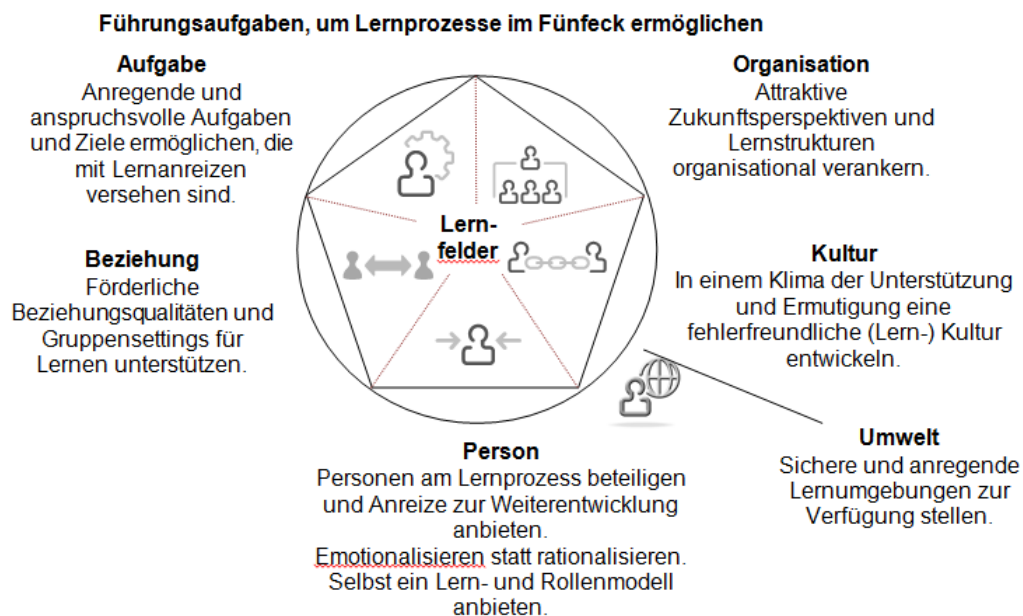 Führungsaufgaben, um Lernprozesse im Fünfeck ermöglichen
Aufgabe
Anregende und
anspruchsvolle Aufgaben
und Ziele ermöglichen, die
mit Lernanreizen
versehen sind.
Organisation
Attraktive
Zukunftsperspektiven und
Lernstrukturen
organisational verankern.
Lern-
felder
Beziehung
Förderliche
Beziehungsqualitäten und
Gruppensettings für
Lernen unterstützen.
Kultur
In einem Klima der Unterstützung
und Ermutigung eine
fehlerfreundliche (Lern-) Kultur
entwickeln.
Person
Personen am Lernprozess beteiligen
und Anreize zur Weiterentwicklung
anbieten.
Emotionalisieren statt rationalisieren.
Selbst ein Lern- und Rollenmodell
anbieten.
Umwelt
Sichere und anregende
Lernumgebungen zur
Verfügung stellen.